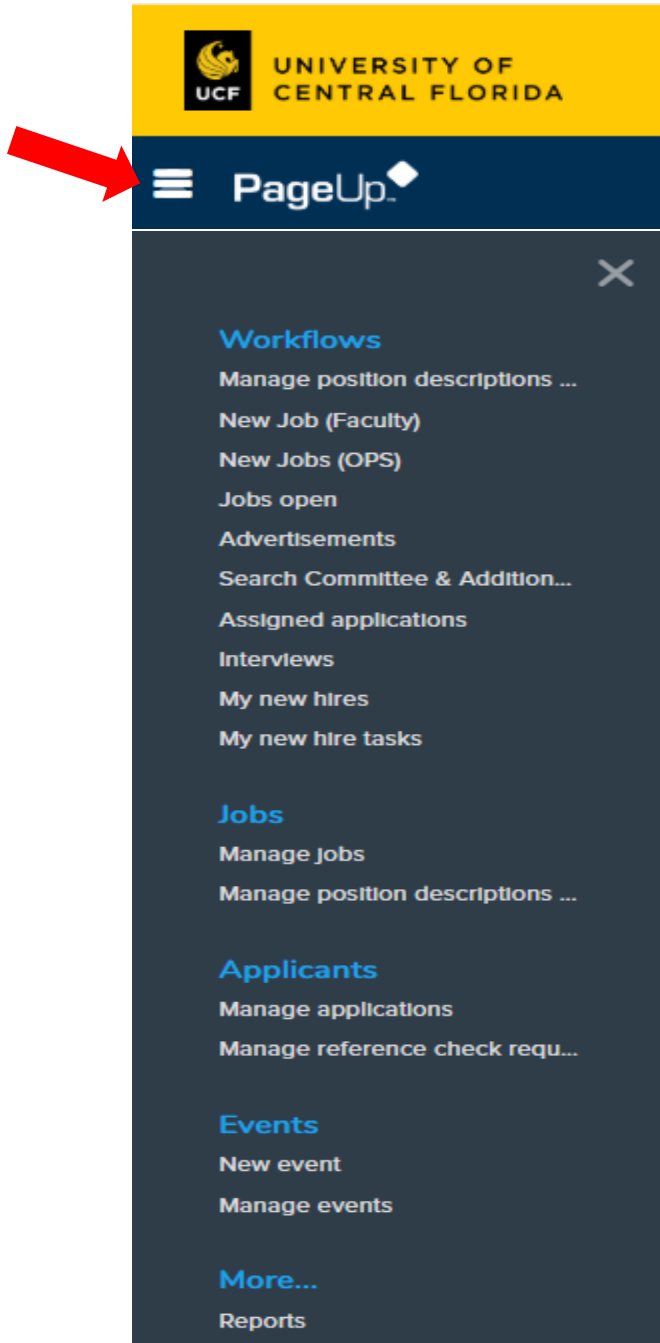 UCF
UNIVERSITY OF
CENTRAL FLORIDA
PageUp™
Workflows
Manage position descriptions ...
New Job (Faculty)
New Jobs (OPS)
Jobs open
Advertisements
Search Committee & Addition...
Assigned applications
Interviews
My new hires
My new hire tasks
Jobs
Manage jobs
Manage position descriptions ...
Applicants
Manage applications
Manage reference check requ...
Events
New event
Manage events
More...
Reports